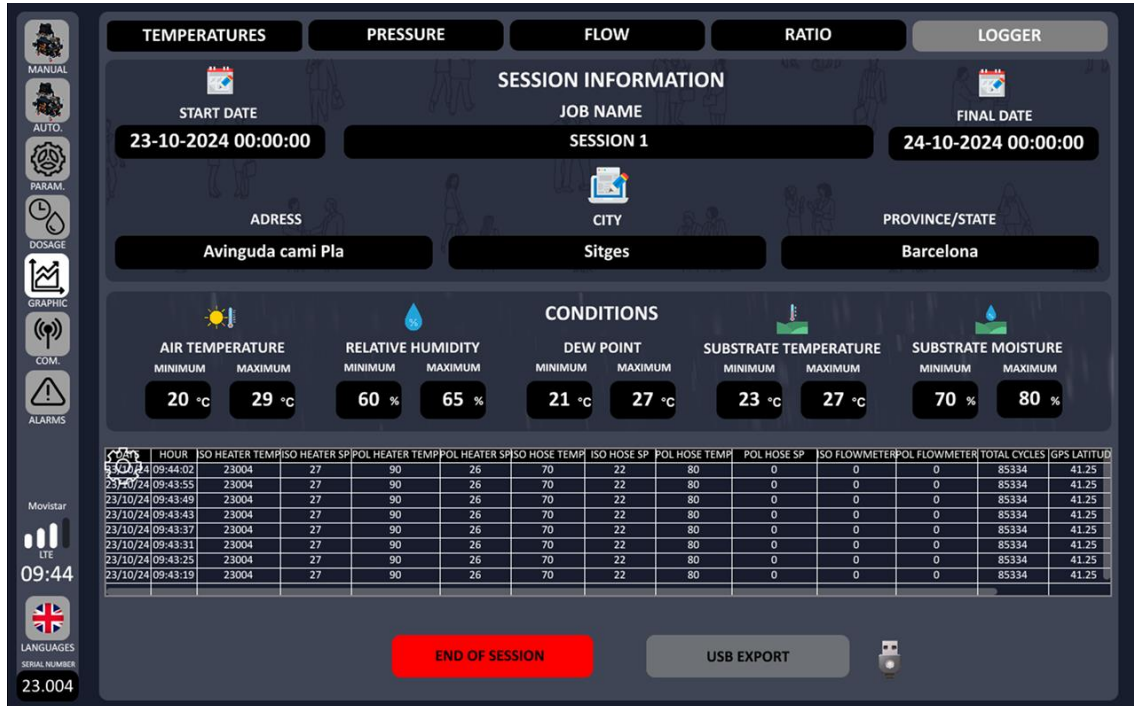 TEMPERATURES PRESSURE FLOW RATIO LOGGER
MANUAL
AUTO.
PARAM.
DOSAGE
GRAPHIC
COM.
ALARMS
Movistar
LTE
09:44
LANGUAGES
SERIAL NUMBER
23.004
SESSION INFORMATION
START DATE JOB NAME FINAL DATE
23-10-2024 00:00:00 SESSION 1 24-10-2024 00:00:00
ADRESS CITY PROVINCE/STATE
Avinguda cami Pla Sitges Barcelona
CONDITIONS
AIR TEMPERATURE RELATIVE HUMIDITY DEW POINT SUBSTRATE TEMPERATURE SUBSTRATE MOISTURE
MINIMUM MAXIMUM MINIMUM MAXIMUM MINIMUM MAXIMUM MINIMUM MAXIMUM MINIMUM MAXIMUM
20 °C 29 °C 60 % 65 % 21 °C 27 °C 23 °C 27 °C 70 % 80 %
HOUR ISO HEATER TEMP ISO HEATER SP POL HEATER TEMP POL HEATER SP ISO HOSE TEMP ISO HOSE SP POL HOSE TEMP POL HOSE SP ISO FLOWMETER POL FLOWMETER TOTAL CYCLES GPS LATITUD
23/10/24 09:44:02 23004 27 90 26 70 22 80 0 0 0 85334 41.25
23/10/24 09:43:55 23004 27 90 26 70 22 80 0 0 0 85334 41.25
23/10/24 09:43:49 23004 27 90 26 70 22 80 0 0 0 85334 41.25
23/10/24 09:43:43 23004 27 90 26 70 22 80 0 0 0 85334 41.25
23/10/24 09:43:37 23004 27 90 26 70 22 80 0 0 0 85334 41.25
23/10/24 09:43:31 23004 27 90 26 70 22 80 0 0 0 85334 41.25
23/10/24 09:43:25 23004 27 90 26 70 22 80 0 0 0 85334 41.25
23/10/24 09:43:19 23004 27 90 26 70 22 80 0 0 0 85334 41.25
END OF SESSION USB EXPORT